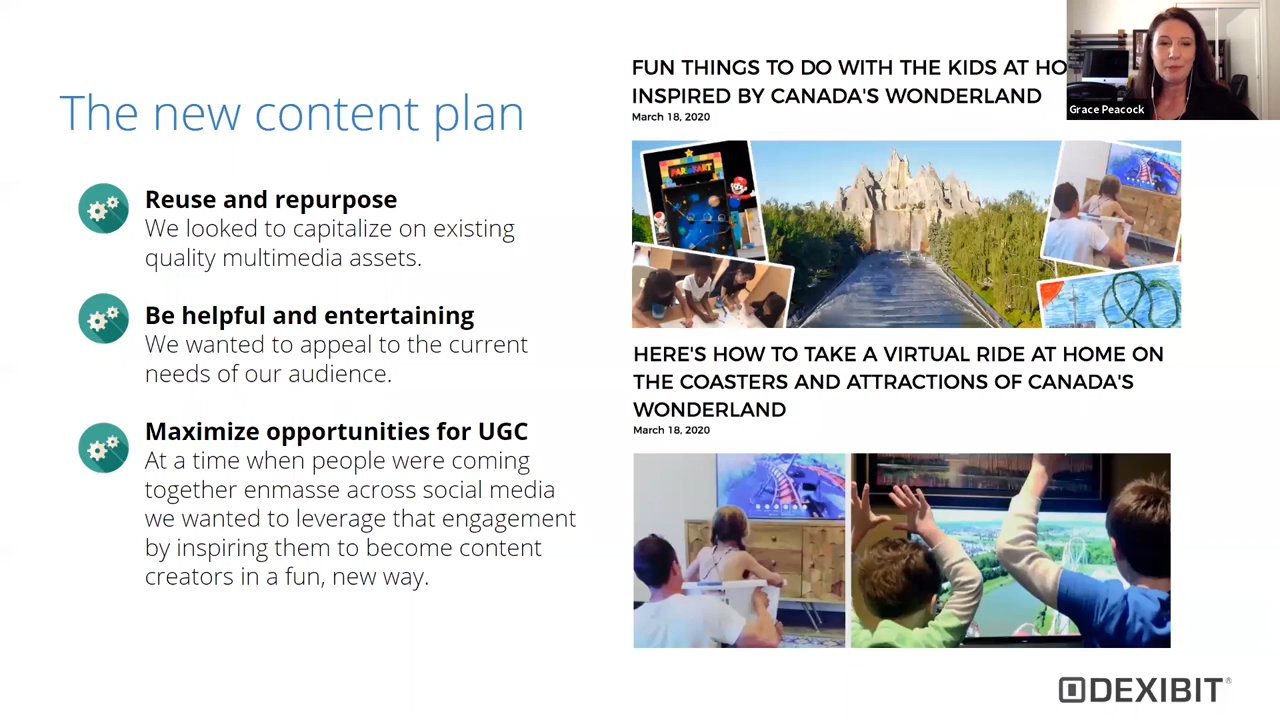 The new content plan
Reuse and repurpose
We looked to capitalize on existing
quality multimedia assets.
Be helpful and entertaining
We wanted to appeal to the current
needs of our audience.
Maximize opportunities for UGC
At a time when people were coming
together enmasse across social media
we wanted to leverage that engagement
by inspiring them to become content
creators in a fun, new way.
FUN THINGS TO DO WITH THE KIDS AT HO
INSPIRED BY CANADA'S WONDERLAND
March 18, 2020
HERE'S HOW TO TAKE A VIRTUAL RIDE AT HOME ON
THE COASTERS AND ATTRACTIONS OF CANADA'S
WONDERLAND
March 18, 2020
Grace Peacock
DEXIBIT®